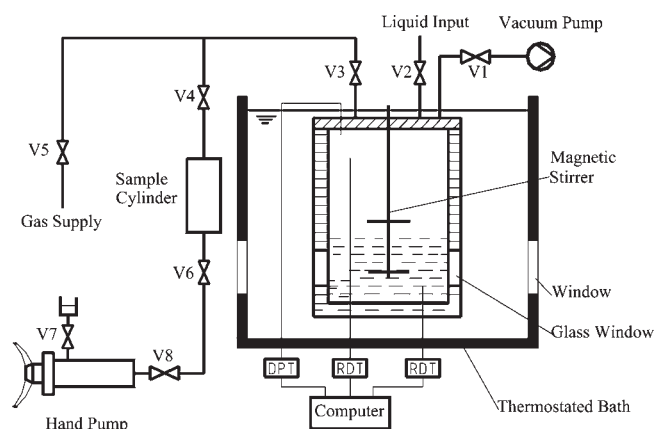 Liquid Input
Vacuum Pump
V3
V2
V1
V4
V5
Sample
Cylinder
Magnetic
Stirrer
Gas Supply
V6
Window
V7
Glass Window
V8
DPT
RDT
RDT
Hand Pump
Computer
Thermostated Bath